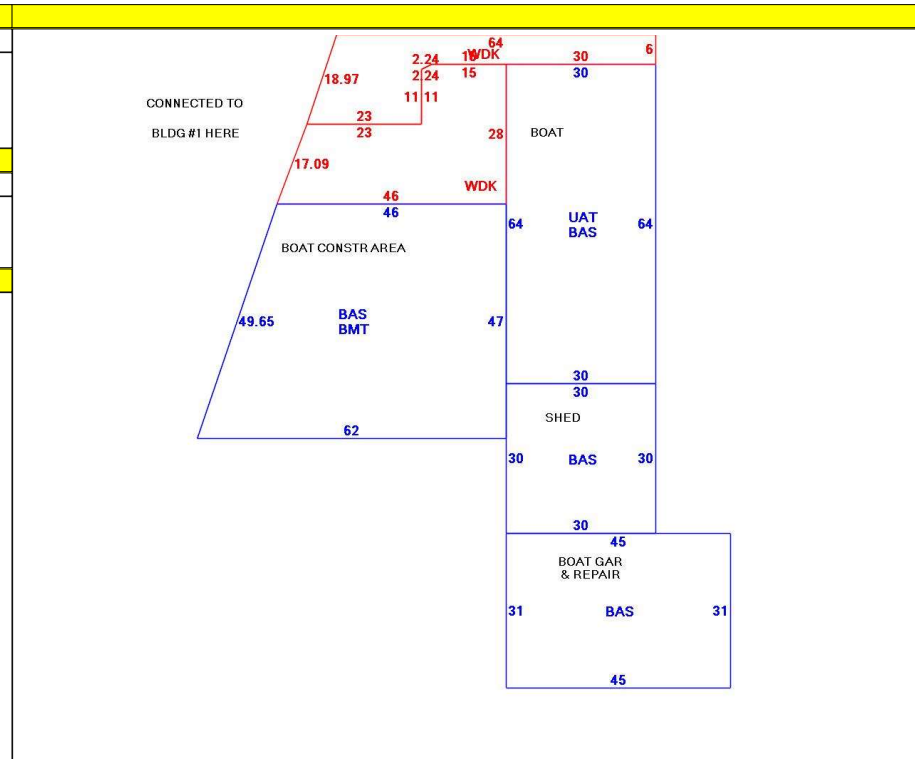 64
6
WDK
2.24
30
18.97
2.24
15
30
CONNECTED TO
11 11
23
BLDG #1 HERE
23
28
BOAT
17.09
WDK
46
46
64
UAT
64
BAS
BOAT CONSTR AREA
BAS
49.65
47
BMT
30
30
SHED
62
30
BAS
30
30
45
BOAT GAR
& REPAIR
31
BAS
31
45